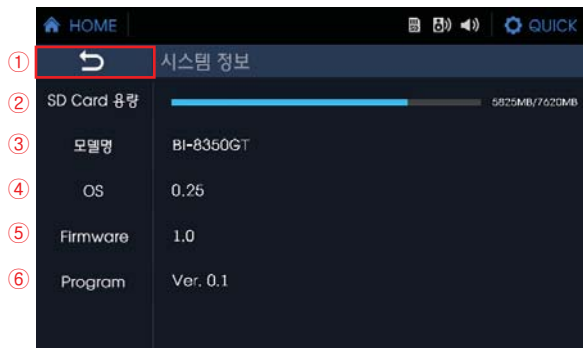 HOME QUICK
① 시스템 정보
② SD Card 용량 5825MB/7620MB
③ 모델명 BI-8350GT
④ OS 0.25
⑤ Firmware 1.0
⑥ Program Ver. 0.1